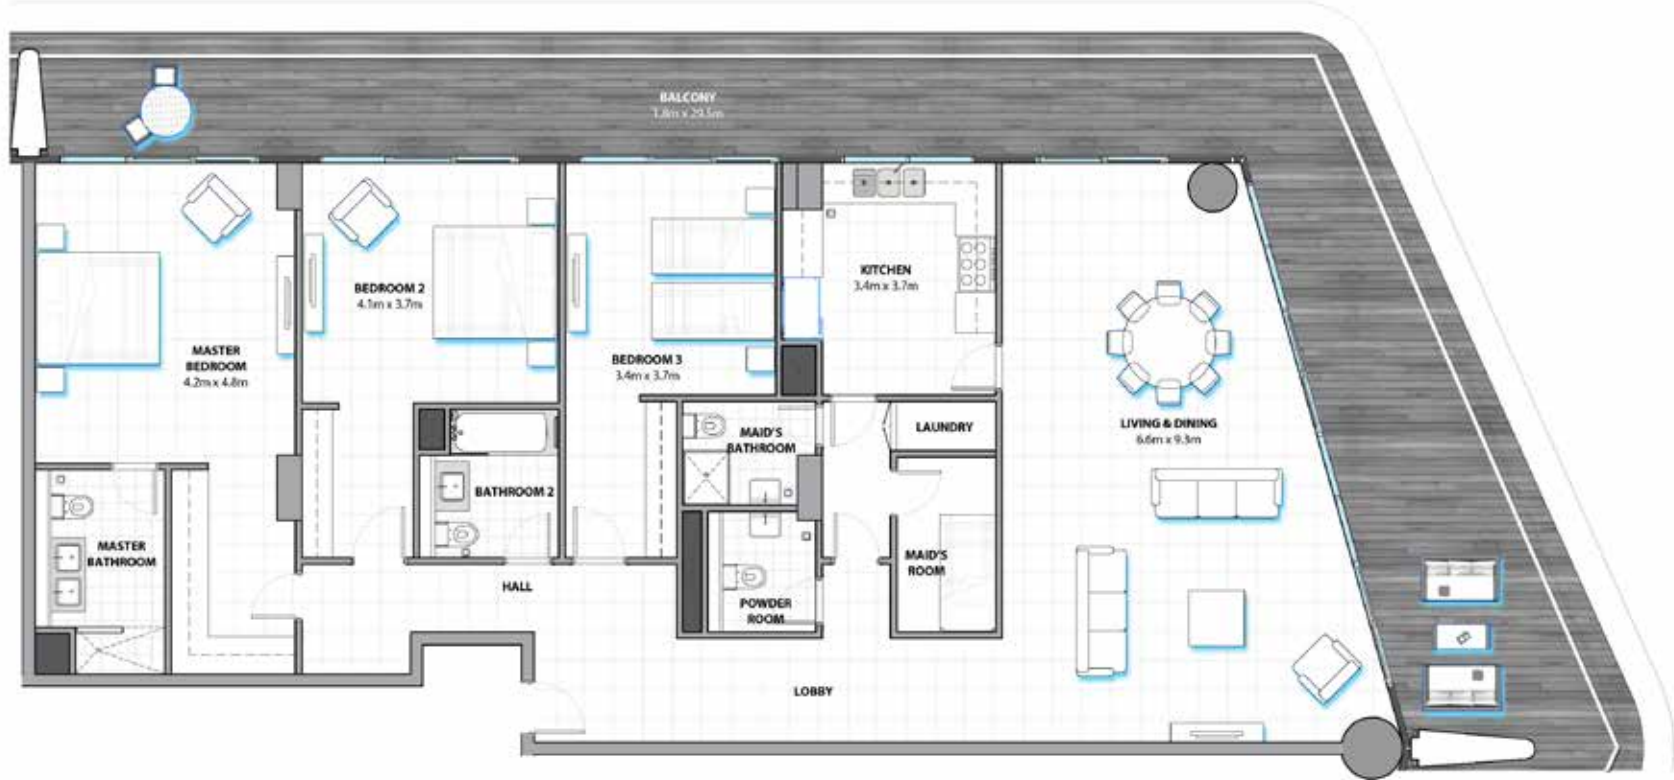 BALCONY
1.8m x 29.5m
KITCHEN
3.4m x 3.7m
BEDROOM 2
4.1m x 3.7m
MASTER
BEDROOM
4.2m x 4.8m
BEDROOM 3
3.4m x 3.7m
LIVING & DINING
6.6m x 9.3m
LAUNDRY
MAID'S
BATHROOM
BATHROOM 2
MASTER
BATHROOM
MAID'S
ROOM
HALL
POWDER
ROOM
LOBBY